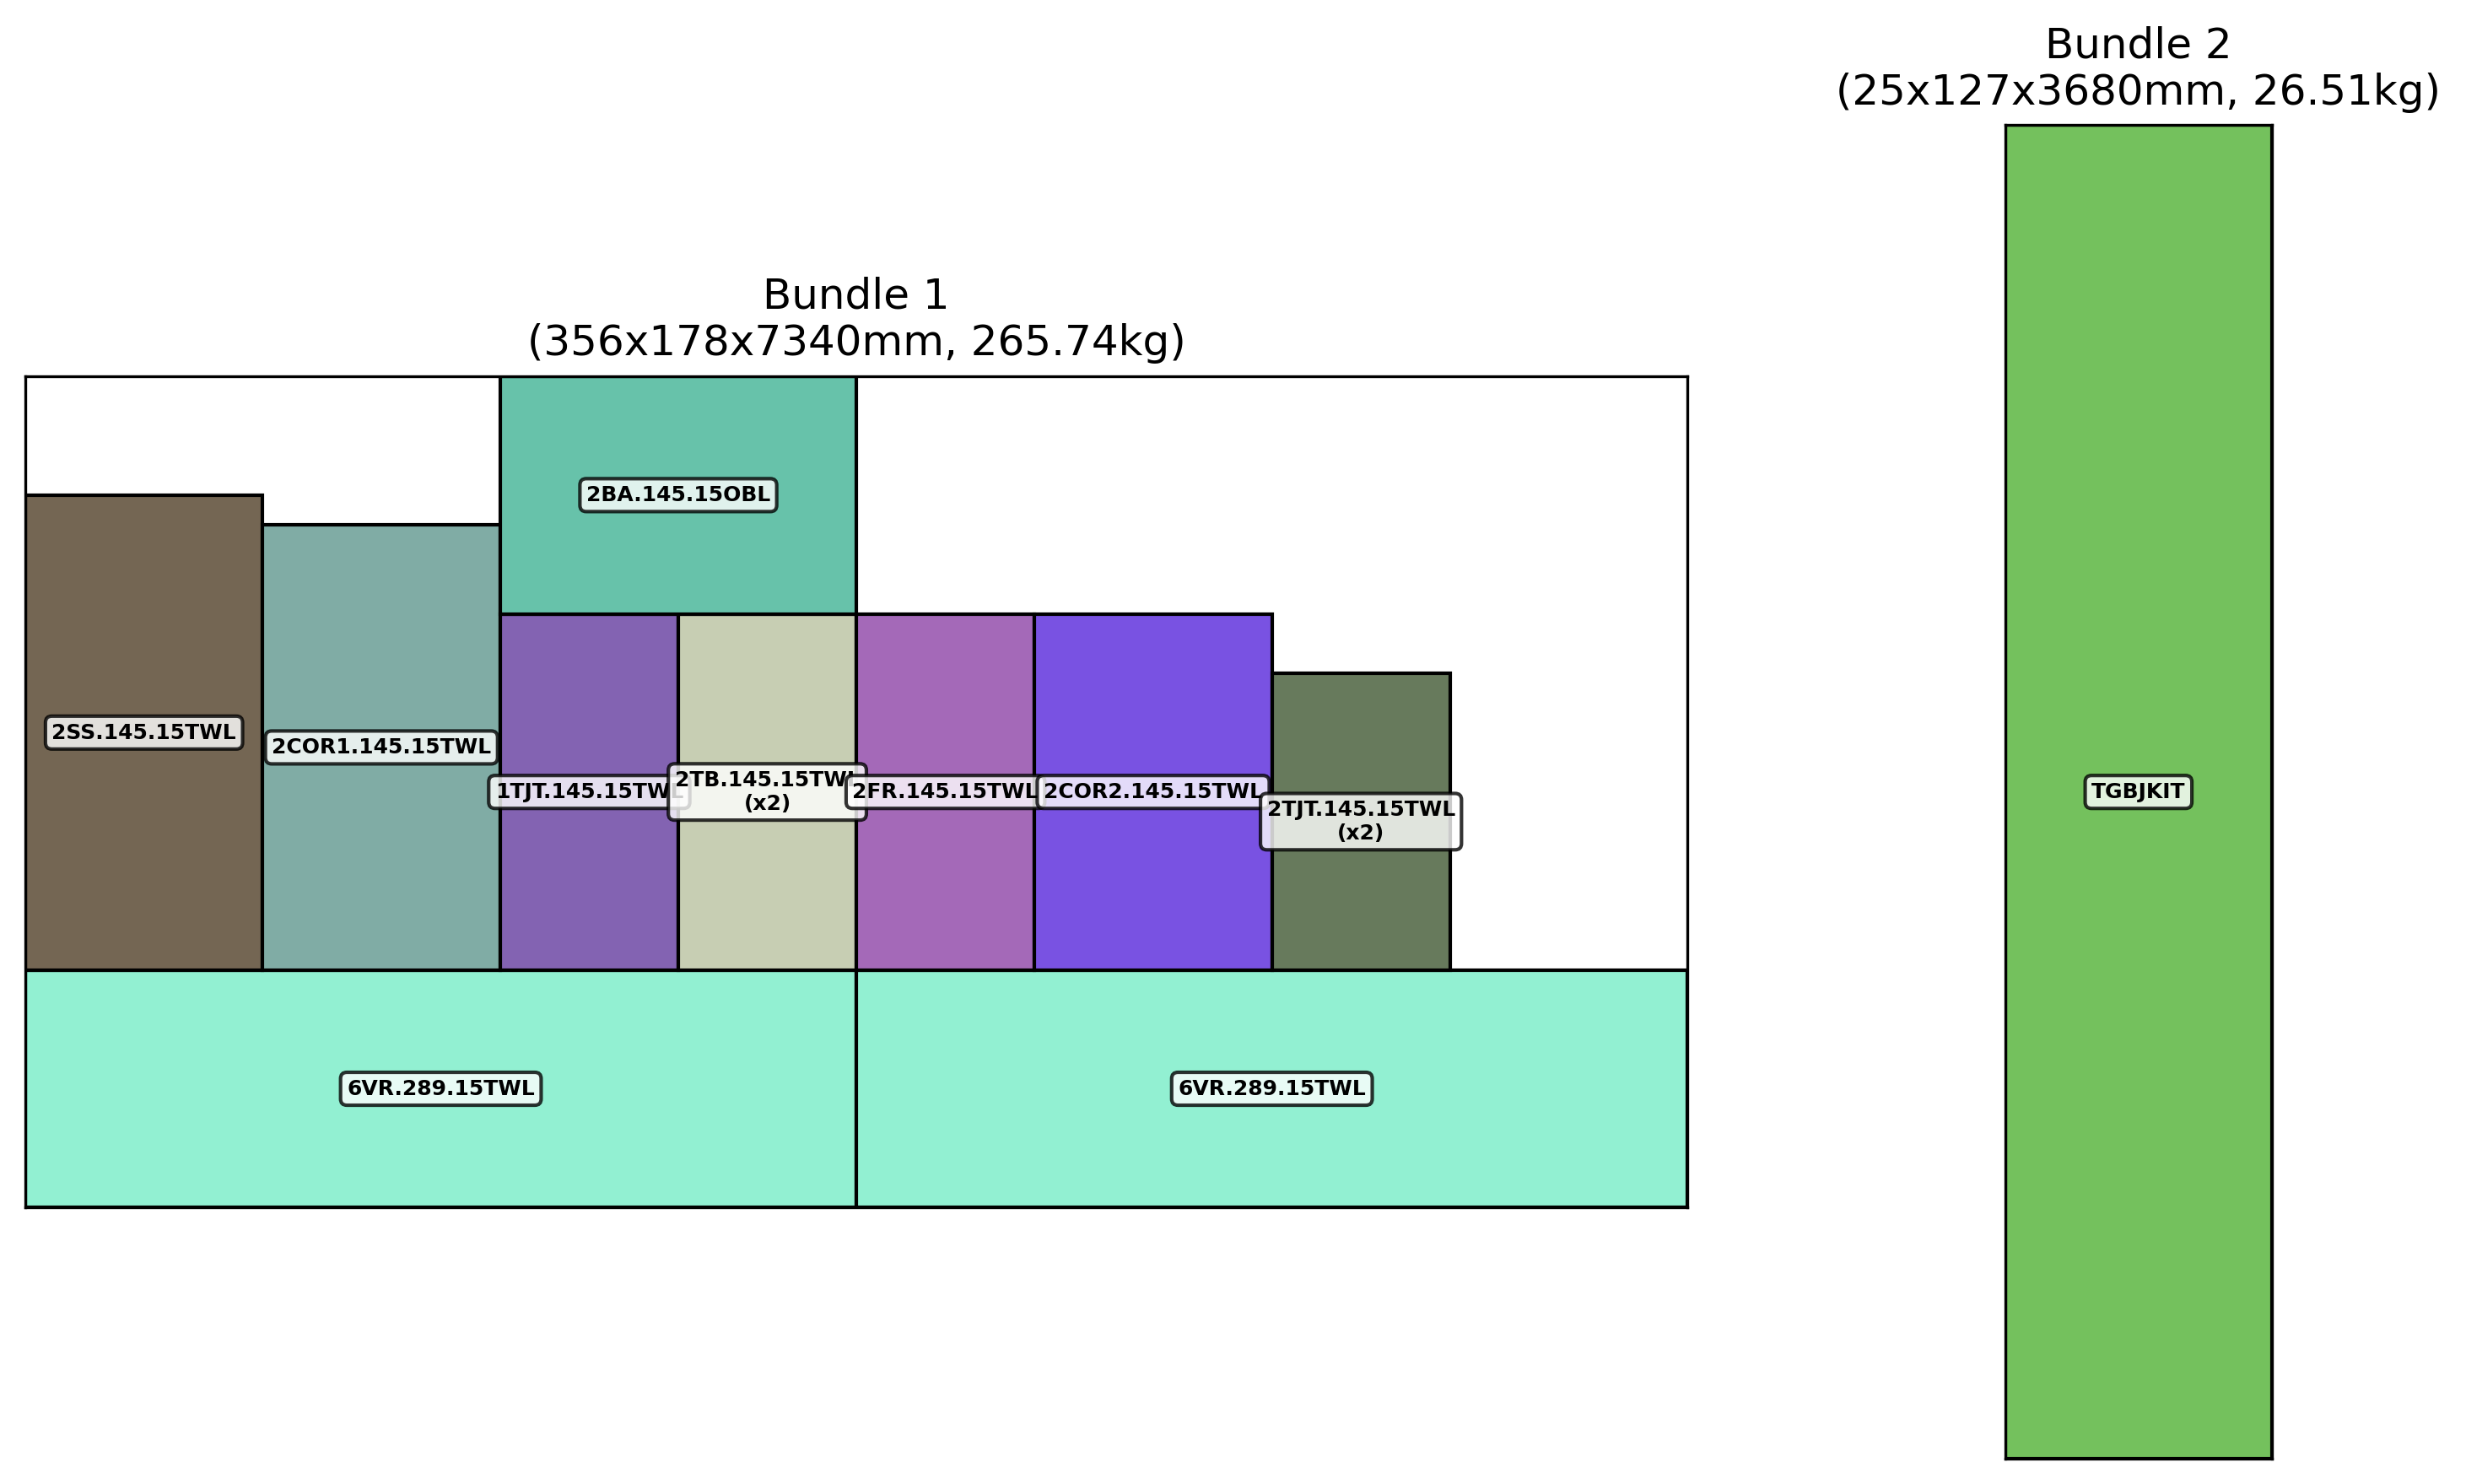 Bundle 1
(356x178x7340mm, 265.74kg)
2BA.145.15OBL
2SS.145.15TWL
2COR1.145.15TWL
1TJT.145.15TWL
2TB.145.15TWL
(x2)
2FR.145.15TWL
2COR2.145.15TWL
2TJT.145.15TWL
(x2)
6VR.289.15TWL
6VR.289.15TWL
Bundle 2
(25x127x3680mm, 26.51kg)
TGBJKIT